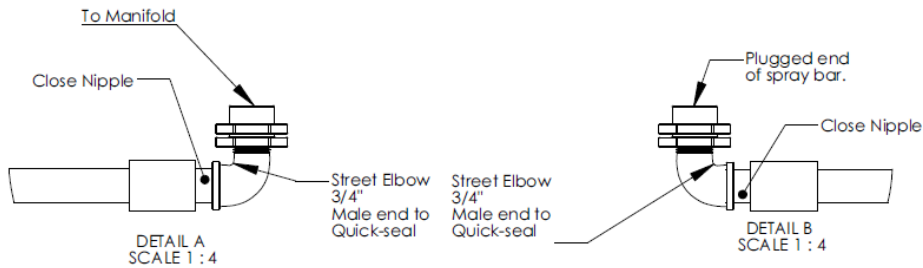 To Manifold
Close Nipple
Street Elbow
3/4"
Male end to
Quick-seal
DETAIL A
SCALE 1 : 4
Plugged end
of spray bar.
Close Nipple
Street Elbow
3/4"
Male end to
Quick-seal
DETAIL B
SCALE 1 : 4